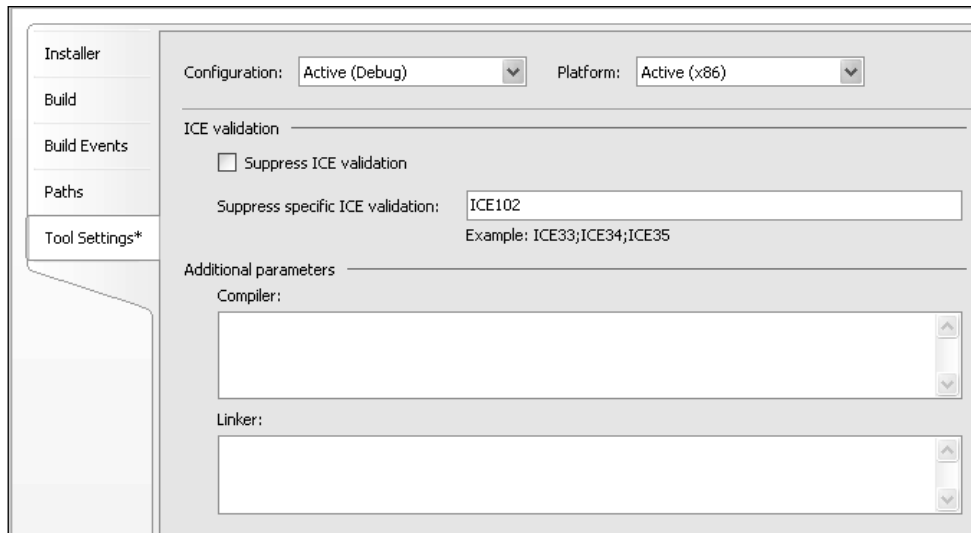 Installer
Build
Build Events
Paths
Tool Settings*
Configuration: Active (Debug) Platform: Active (x86)
ICE validation
Suppress ICE validation
Suppress specific ICE validation: ICE102
Example: ICE33;ICE34;ICE35
Additional parameters
Compiler:
Linker: